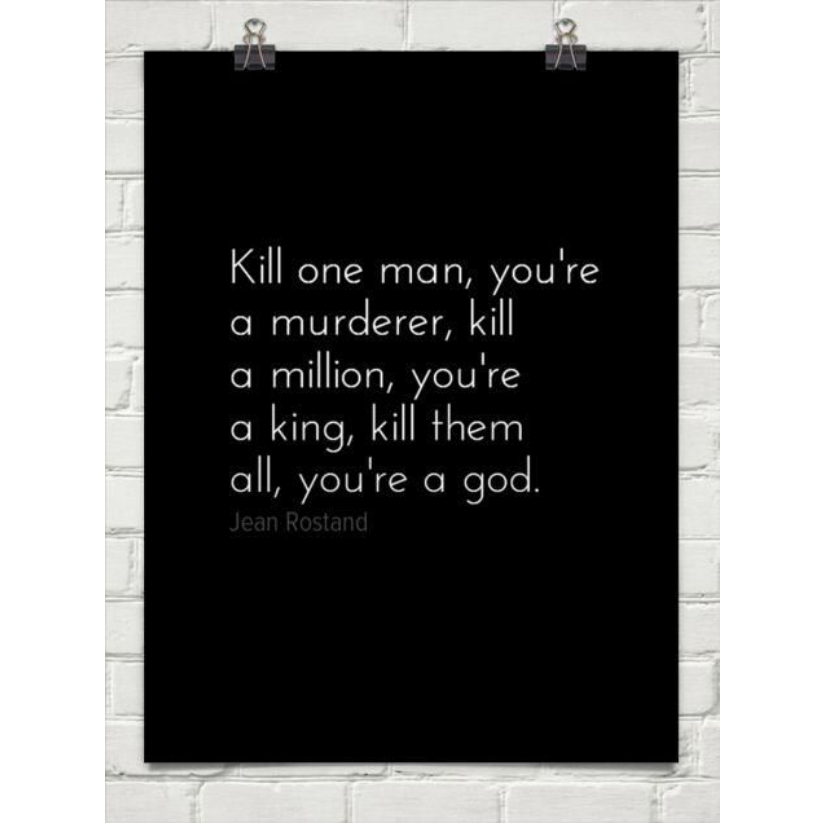 Kill one man, you're
a murderer, kill
a million, you're
a king, kill them
all, you're a god.
Jean Rostand